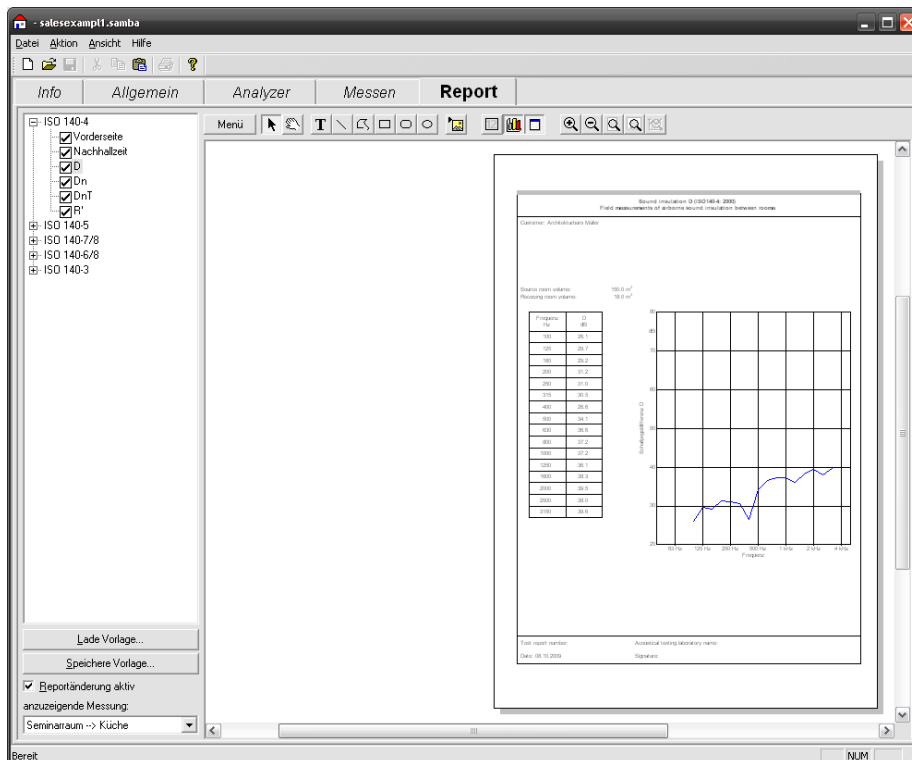 - salesexampl1.samba
Datei Aktion Ansicht Hilfe
Info Allgemein Analyzer Messen Report
Menü
ISO 140-4
Vorderseite
Nachhallzeit
D
Dn
DnT
R'
ISO 140-5
ISO 140-7/8
ISO 140-6/8
ISO 140-3
Lade Vorlage...
Speichere Vorlage...
Reportänderung aktiv
anzuzeigende Messung:
Seminarraum --> Küche
Bereit
NUM
Sound insulation D (ISO 140-4: 2000)
Field measurements of airborne sound insulation between rooms
Customer: Architekturbüro Müller
Source room volume: m³
Receiving room volume: 18.0 m³
Frequenz D
Hz dB
100 26.1
125 29.7
160 29.2
200 31.2
250 31.0
315 30.5
400 26.6
500 34.1
630 36.6
800 37.2
1000 37.2
1250 36.1
1600 38.3
2000 39.5
2500 38.0
3150 39.6
dB
70
60
50
40
30
20
Schallpegeldifferenz D
63 Hz 125 Hz 250 Hz 500 Hz 1 kHz 2 kHz 4 kHz
Frequenz
Test report number: Acoustical testing laboratory name:
Date: 08.10.2009 Signature: